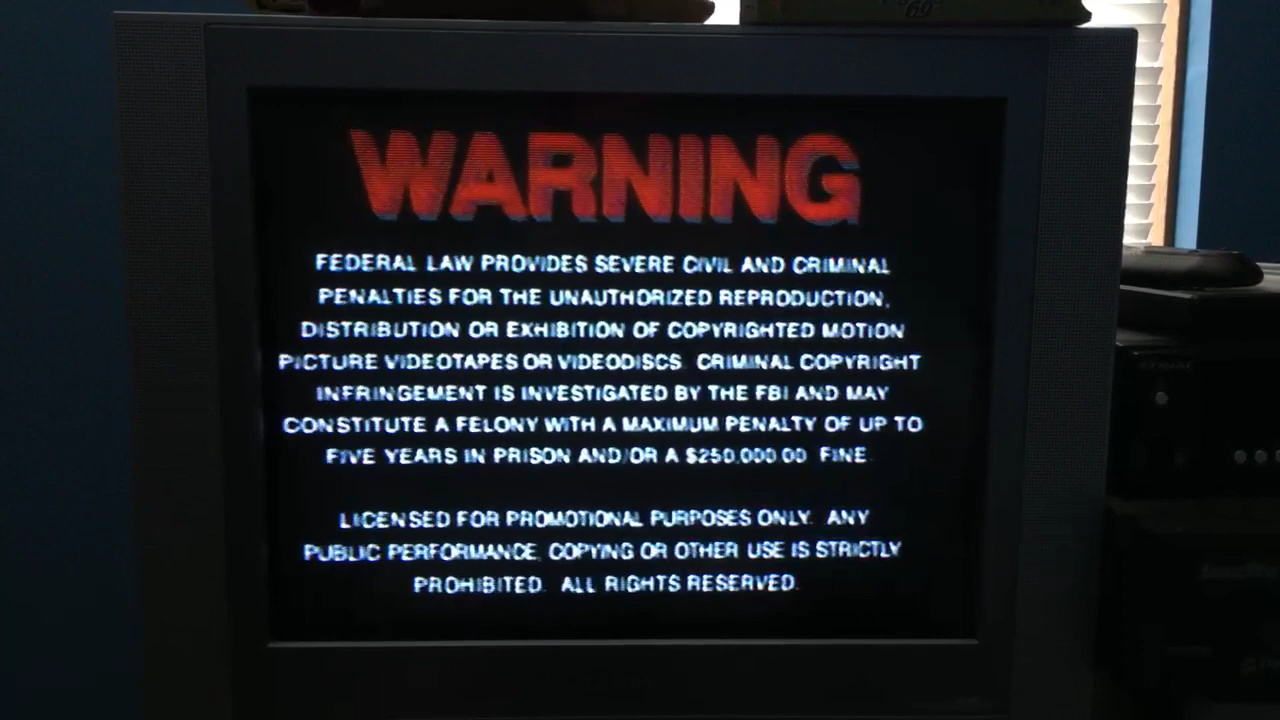 WARNING
FEDERAL LAW PROVIDES SEVERE CIVIL AND CRIMINAL
PENALTIES FOR THE UNAUTHORIZED REPRODUCTION,
DISTRIBUTION OR EXHIBITION OF COPYRIGHTED MOTION
PICTURE VIDEOTAPES OR VIDEODISCS. CRIMINAL COPYRIGHT
INFRINGEMENT IS INVESTIGATED BY THE FBI AND MAY
CONSTITUTE A FELONY WITH A MAXIMUM PENALTY OF UP TO
FIVE YEARS IN PRISON AND/OR A $250,000.00 FINE.
LICENSED FOR PROMOTIONAL PURPOSES ONLY. ANY
PUBLIC PERFORMANCE, COPYING OR OTHER USE IS STRICTLY
PROHIBITED. ALL RIGHTS RESERVED.